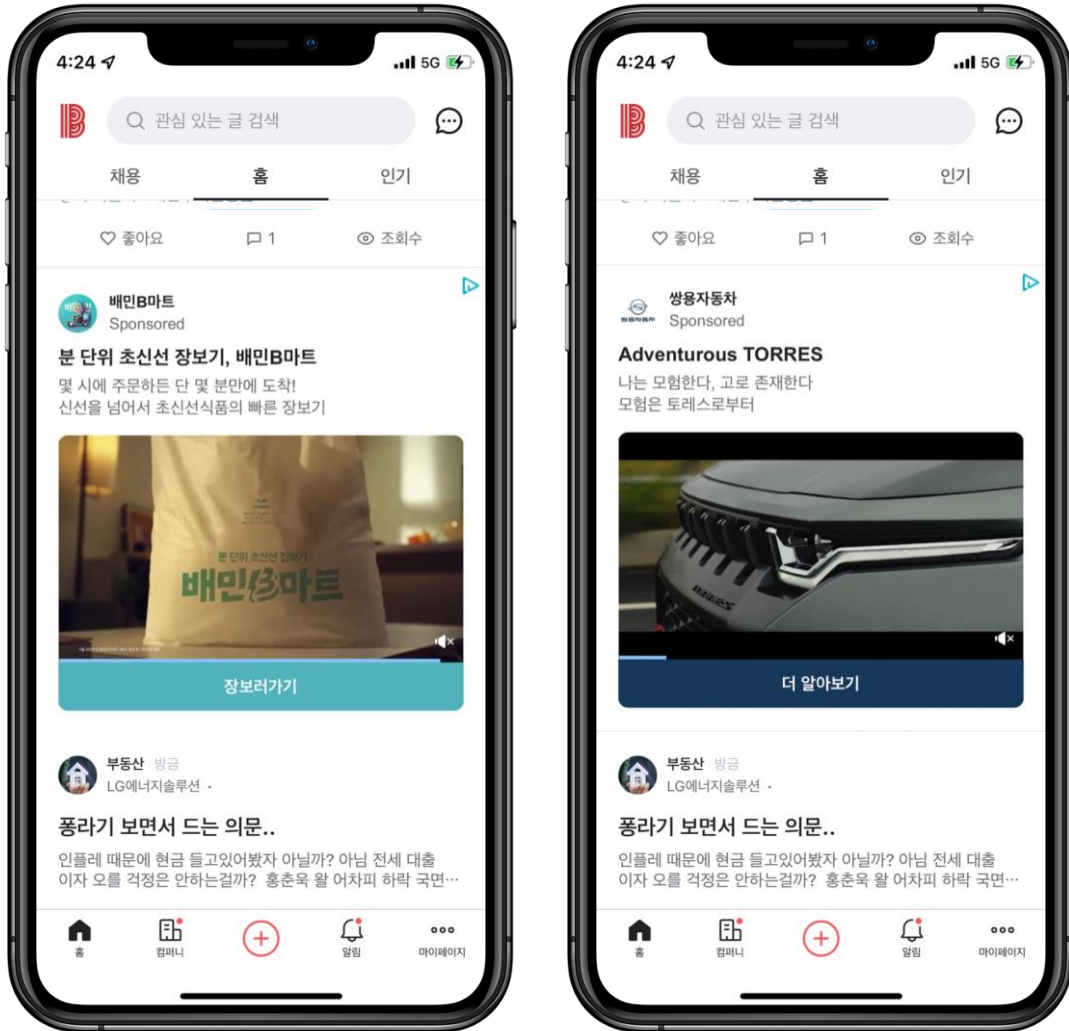 4:24
5G
관심 있는 글 검색
채용 홈 인기
좋아요 1 조회수
배민B마트
Sponsored
분 단위 초신선 장보기, 배민B마트
몇 시에 주문하든 단 몇 분만에 도착!
신선을 넘어서 초신선식품의 빠른 장보기
분 단위 초신선 장보기
배민B마트
장보러가기
부동산 방금
LG에너지솔루션 ·
퐁라기 보면서 드는 의문..
인플레 때문에 현금 들고있어봤자 아닐까? 아님 전세 대출
이자 오를 걱정은 안하는걸까? 홍춘욱 왈 어차피 하락 국면…
홈 컴퍼니 알림 마이페이지
4:24
5G
관심 있는 글 검색
채용 홈 인기
좋아요 1 조회수
쌍용자동차
쌍용자동차
Sponsored
Adventurous TORRES
나는 모험한다, 고로 존재한다
모험은 토레스로부터
TORRES
더 알아보기
부동산 방금
LG에너지솔루션 ·
퐁라기 보면서 드는 의문..
인플레 때문에 현금 들고있어봤자 아닐까? 아님 전세 대출
이자 오를 걱정은 안하는걸까? 홍춘욱 왈 어차피 하락 국면…
홈 컴퍼니 알림 마이페이지